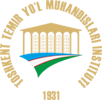 TOSHKENT TEMIR YO'L MUHANDISLARI INSTITUTI
1931